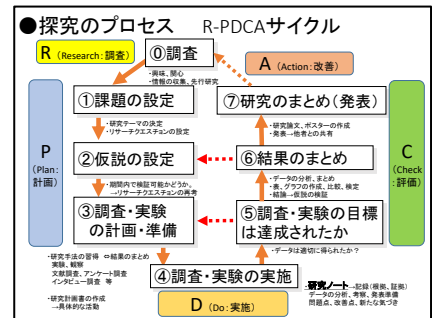 ●探究のプロセス R-PDCAサイクル
R (Research:調査)
⓪調査
・興味、関心
・情報の収集、先行研究
A (Action:改善)
P
(Plan:
計画)
①課題の設定
・研究テーマの決定
・リサーチクエスチョンの設定
②仮説の設定
・期間内で検証可能かどうか。
→リサーチクエスチョンの再考
③調査・実験
の計画・準備
・研究手法の習得 ⇔結果のまとめ
実験、観察
文献調査、アンケート調査
インタビュー調査 等
・研究計画書の作成
→具体的な活動
④調査・実験の実施
D (Do:実施)
⑦研究のまとめ(発表)
・研究論文、ポスターの作成
・発表→他者との共有
⑥結果のまとめ
・データの分析、まとめ
・表、グラフの作成、比較、検定
・結論→仮説の検証
⑤調査・実験の目標
は達成されたか
・データは適切に得られたか?
C
(Check
:評価)
・研究ノート→記録(根拠、証拠)
データの分析、考察、発表準備
問題点、改善点、新たな気づき